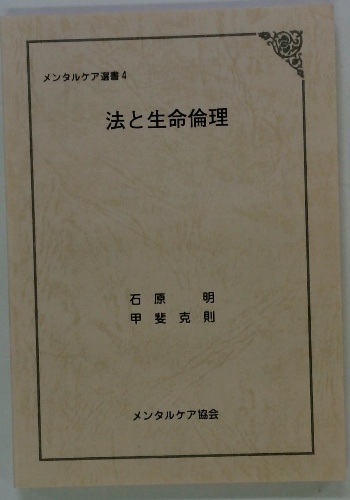 メンタルケア選書4
法と生命倫理
石原 明
甲斐克則
メンタルケア協会